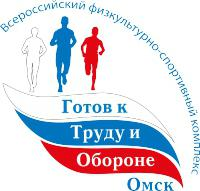 Всероссийский физкультурно-спортивный комплекс
Готов к
Труду и
Обороне
Омск